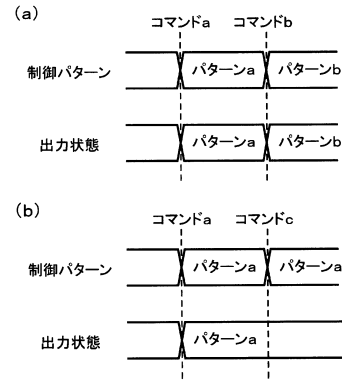 (a)
コマンドa コマンドb
制御パターン パターンa パターンb
出力状態 パターンa パターンb
(b)
コマンドa コマンドc
制御パターン パターンa パターンa
出力状態 パターンa